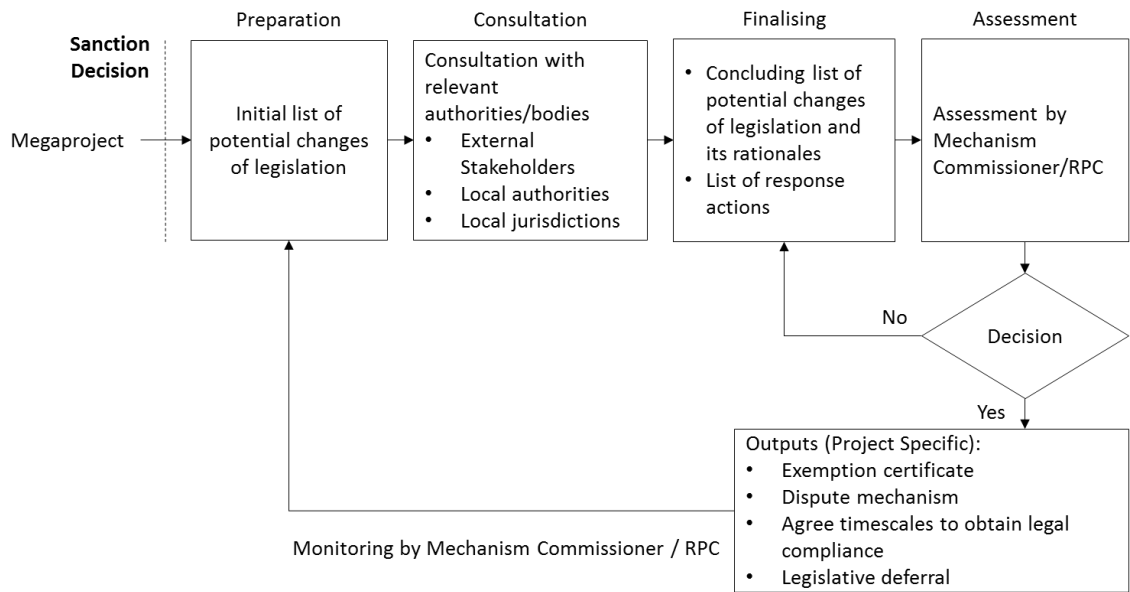 Preparation
Consultation
Finalising
Assessment
Sanction
Decision
Megaproject
Initial list of
potential changes
of legislation
Consultation with
relevant
authorities/bodies
• External
Stakeholders
• Local authorities
• Local jurisdictions
• Concluding list of
potential changes
of legislation and
its rationales
• List of response
actions
Assessment by
Mechanism
Commissioner/RPC
Decision
No
Yes
Outputs (Project Specific):
• Exemption certificate
• Dispute mechanism
• Agree timescales to obtain legal
compliance
• Legislative deferral
Monitoring by Mechanism Commissioner / RPC